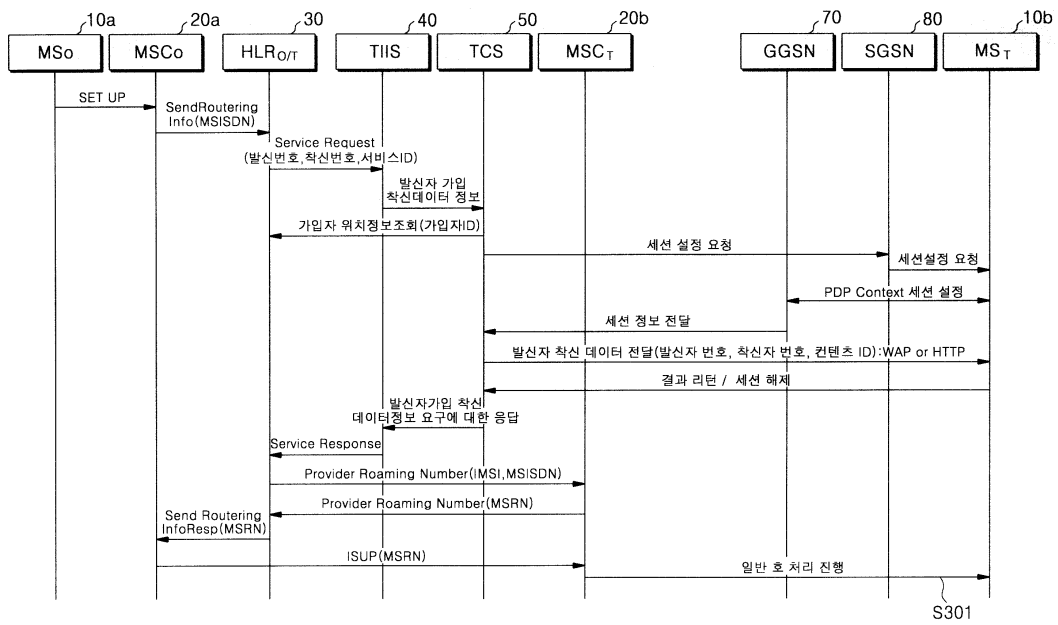 10a
20a
30
40
50
20b
70
80
10b
MSo
MSCo
HLRO/T
TIIS
TCS
MSCT
GGSN
SGSN
MST
SET UP
SendRoutering
Info(MSISDN)
Service Request
(발신번호,착신번호,서비스ID)
발신자 가입
착신데이터 정보
가입자 위치정보조회(가입자ID)
세션 설정 요청
세션설정 요청
PDP Context 세션 설정
세션 정보 전달
발신자 착신 데이터 전달(발신자 번호, 착신자 번호, 컨텐츠 ID):WAP or HTTP
결과 리턴 / 세션 해제
발신자가입 착신
데이터정보 요구에 대한 응답
Service Response
Provider Roaming Number(IMSI,MSISDN)
Provider Roaming Number(MSRN)
Send Routering
InfoResp(MSRN)
ISUP(MSRN)
일반 호 처리 진행
S301